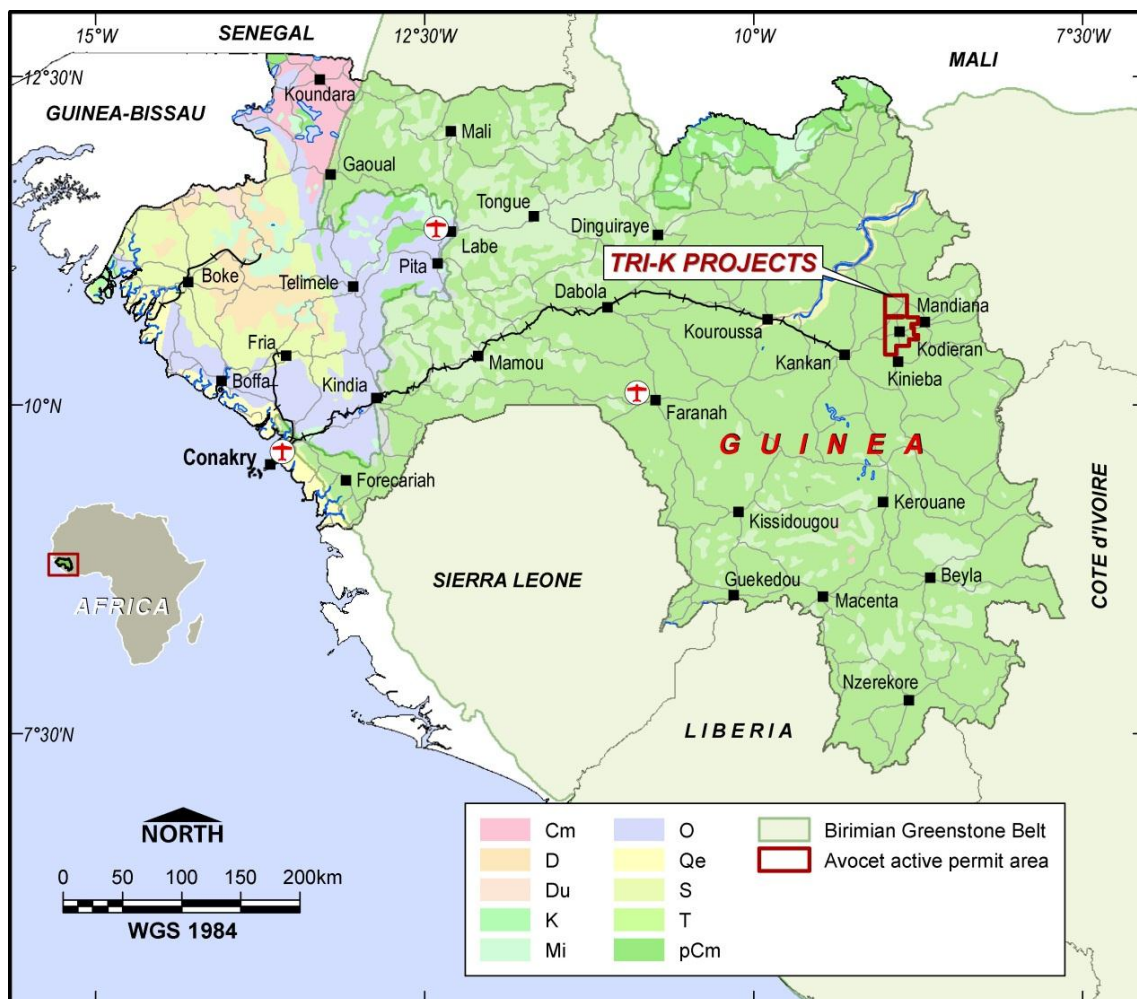 15°W
12°30'W
10°W
7°30'W
SENEGAL
MALI
12°30'N
GUINEA-BISSAU
Koundara
Mali
Gaoual
Tongue
Dinguiraye
Labe
Pita
TRI-K PROJECTS
Boke
Telimele
Dabola
Mandiana
Kouroussa
Kodieran
Fria
Mamou
Kankan
Kinieba
Boffa
Kindia
10°N
Faranah
GUINEA
Conakry
Forecariah
Kerouane
Kissidougou
SIERRA LEONE
COTE d'IVOIRE
Guekedou
Beyla
AFRICA
Macenta
Nzerekore
7°30'N
LIBERIA
NORTH
0 50 100 150 200km
WGS 1984
Cm
D
Du
K
Mi
O
Qe
S
T
pCm
Birimian Greenstone Belt
Avocet active permit area